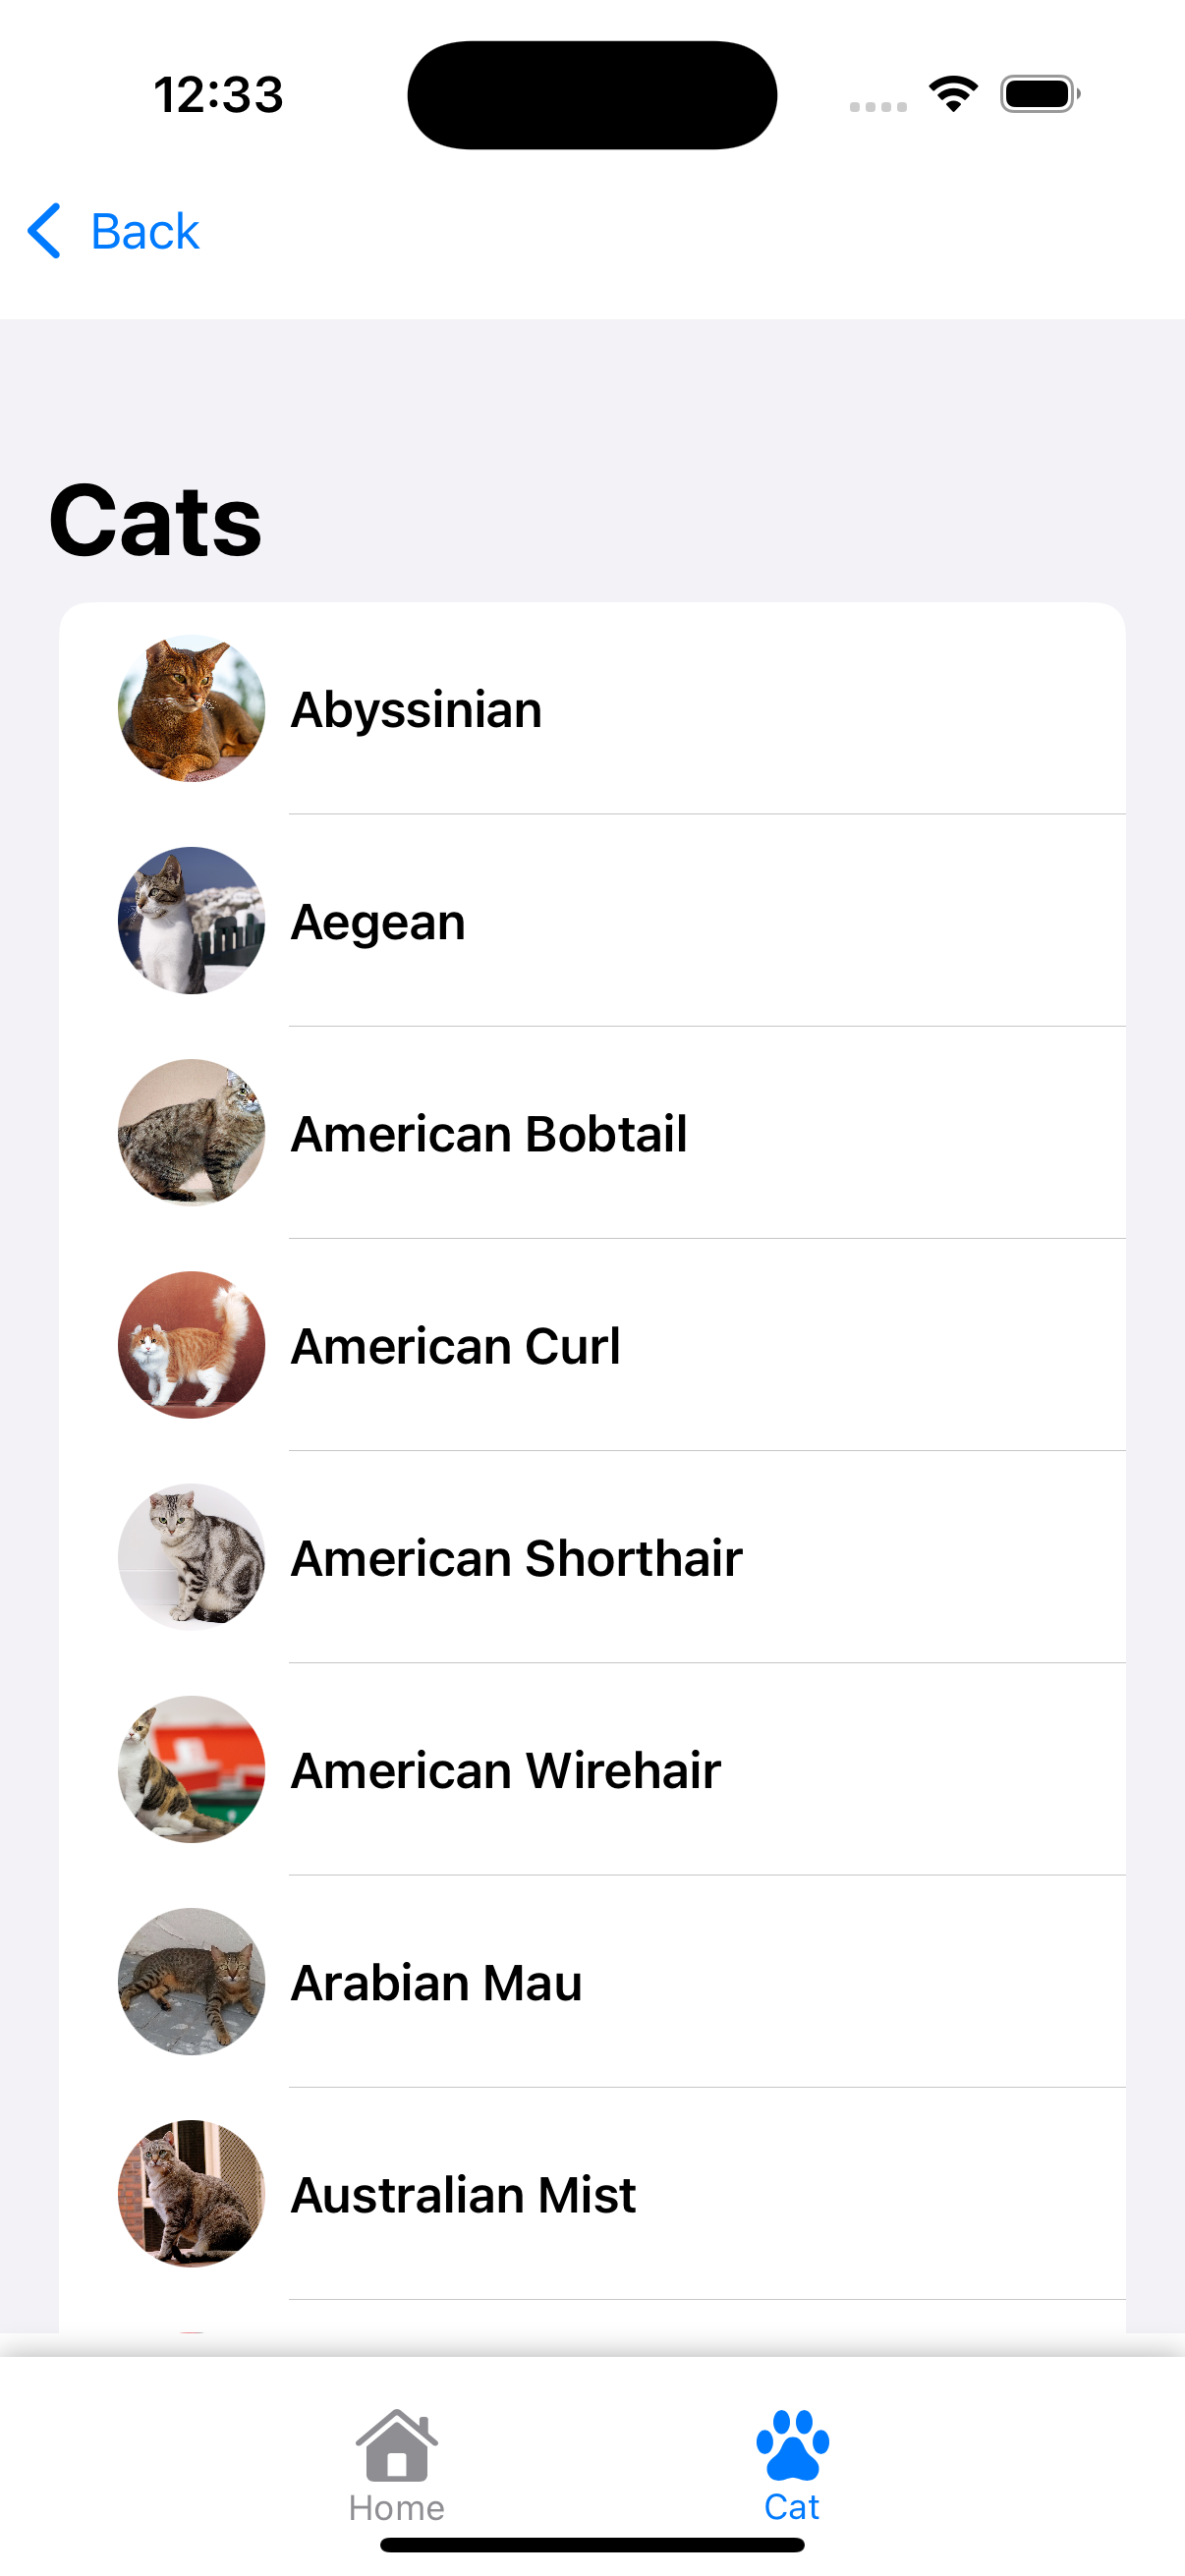 12:33
Back
Cats
Abyssinian
Aegean
American Bobtail
American Curl
American Shorthair
American Wirehair
Arabian Mau
Australian Mist
Home
Cat